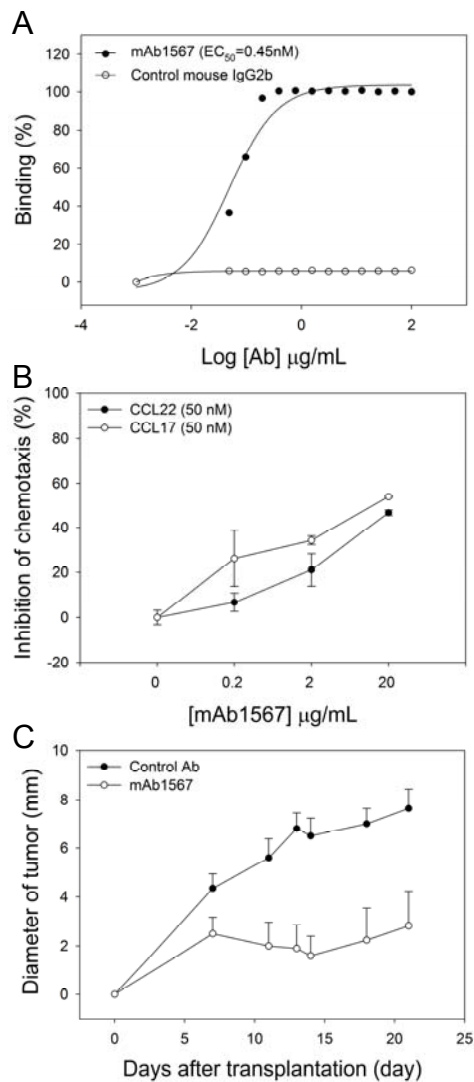 A
mAb1567 (EC50=0.45nM)
Control mouse IgG2b
120
100
80
60
40
20
0
Binding (%)
-4
-2
0
2
Log [Ab] µg/mL
B
CCL22 (50 nM)
CCL17 (50 nM)
100
80
60
40
20
0
-20
Inhibition of chemotaxis (%)
0
0.2
2
20
[mAb1567] µg/mL
C
Control Ab
mAb1567
10
8
6
4
2
0
Diameter of tumor (mm)
0
5
10
15
20
25
Days after transplantation (day)